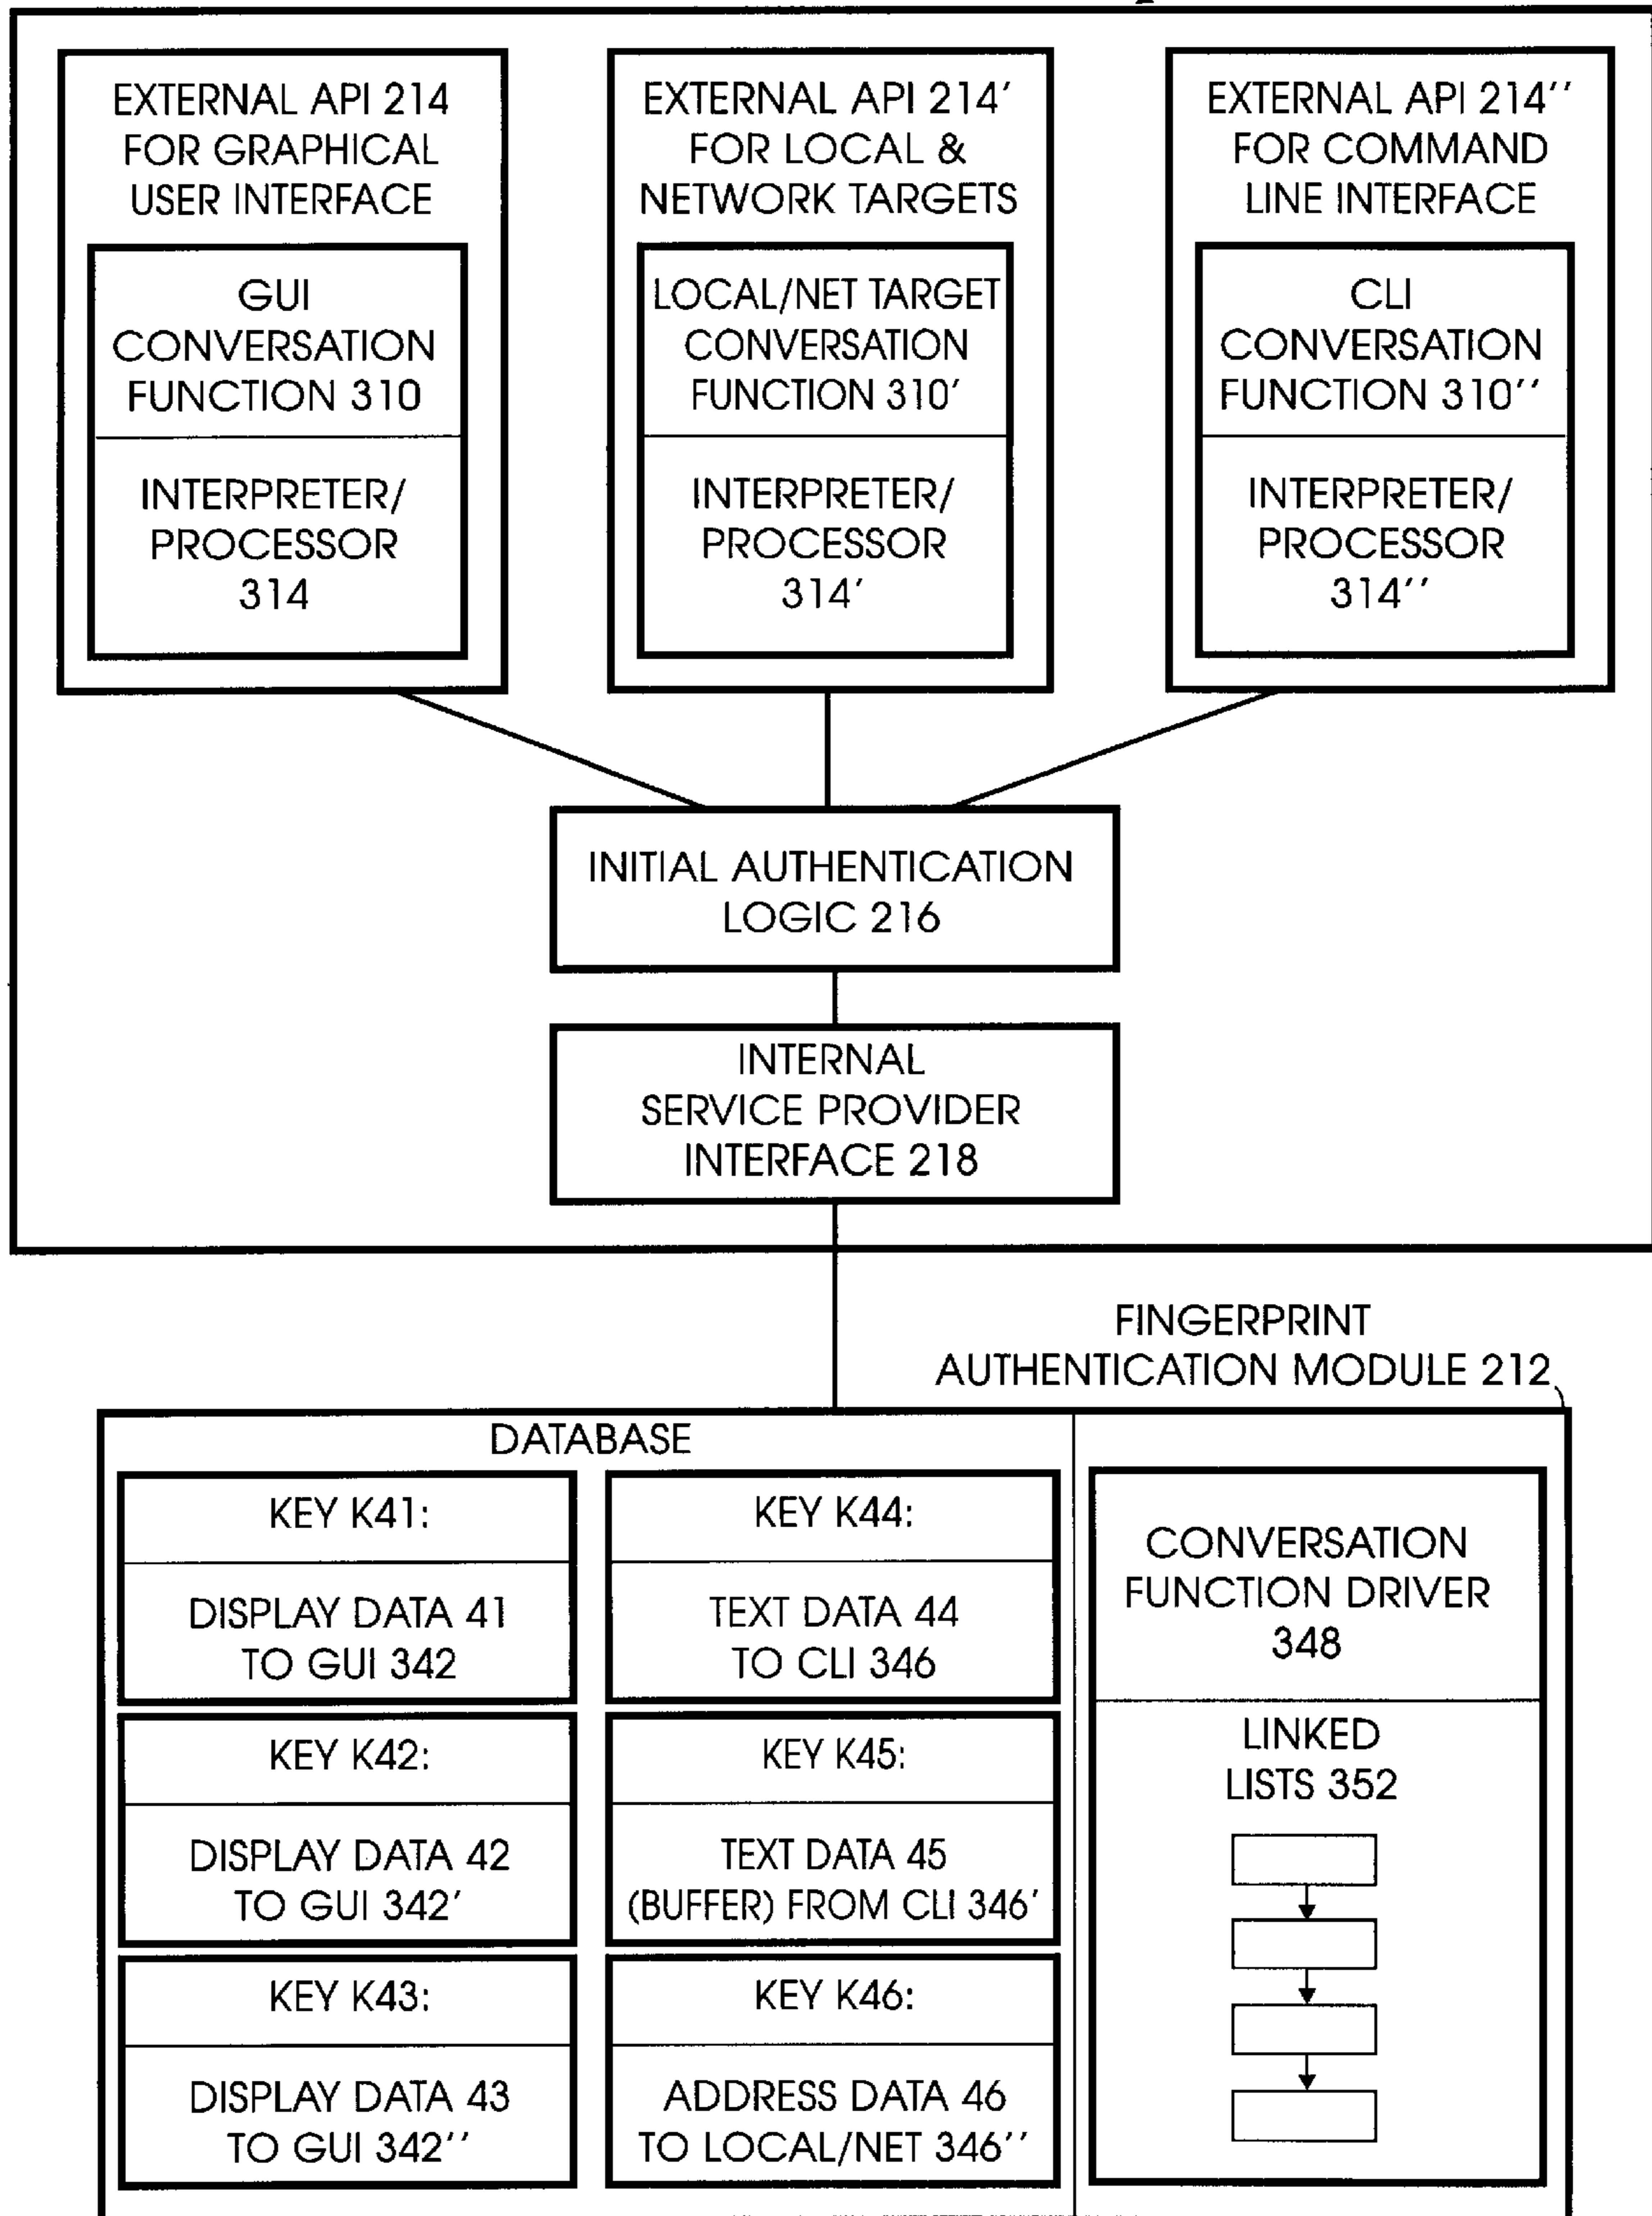 EXTERNAL API 214
FOR GRAPHICAL
USER INTERFACE
GUI
CONVERSATION
FUNCTION 310
INTERPRETER/
PROCESSOR
314
EXTERNAL API 214'
FOR LOCAL &
NETWORK TARGETS
LOCAL/NET TARGET
CONVERSATION
FUNCTION 310'
INTERPRETER/
PROCESSOR
314'
EXTERNAL API 214''
FOR COMMAND
LINE INTERFACE
CLI
CONVERSATION
FUNCTION 310''
INTERPRETER/
PROCESSOR
314''
INITIAL AUTHENTICATION
LOGIC 216
INTERNAL
SERVICE PROVIDER
INTERFACE 218
FINGERPRINT
AUTHENTICATION MODULE 212
DATABASE
KEY K41:
DISPLAY DATA 41
TO GUI 342
KEY K42:
DISPLAY DATA 42
TO GUI 342'
KEY K43:
DISPLAY DATA 43
TO GUI 342''
KEY K44:
TEXT DATA 44
TO CLI 346
KEY K45:
TEXT DATA 45
(BUFFER) FROM CLI 346'
KEY K46:
ADDRESS DATA 46
TO LOCAL/NET 346''
CONVERSATION
FUNCTION DRIVER
348
LINKED
LISTS 352